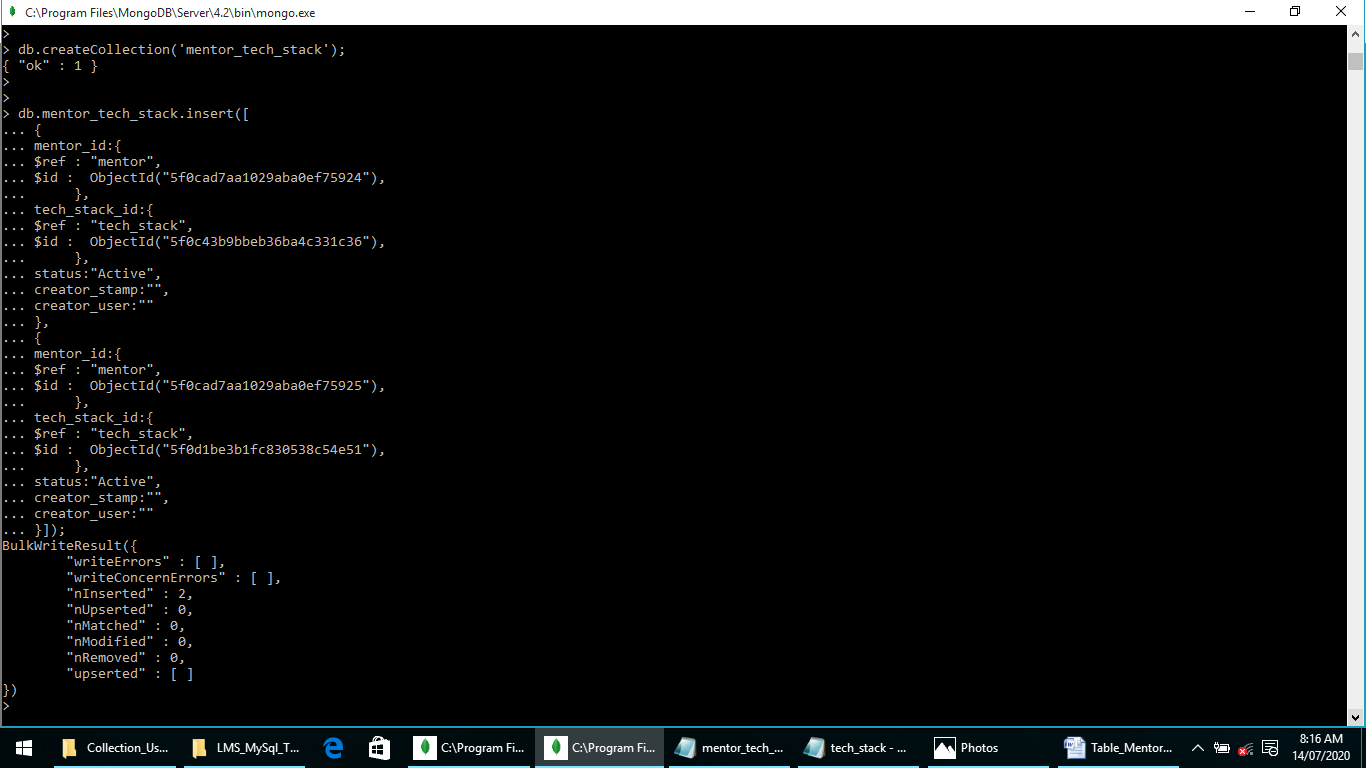 C:\Program Files\MongoDB\Server\4.2\bin\mongo.exe
>
> db.createCollection('mentor_tech_stack');
{ "ok" : 1 }
>
>
> db.mentor_tech_stack.insert([
... {
... mentor_id:{
... $ref : "mentor",
... $id :  ObjectId("5f0cad7aa1029aba0ef75924"),
...      },
... tech_stack_id:{
... $ref : "tech_stack",
... $id :  ObjectId("5f0c43b9bbeb36ba4c331c36"),
...      },
... status:"Active",
... creator_stamp:"",
... creator_user:""
... },
... {
... mentor_id:{
... $ref : "mentor",
... $id :  ObjectId("5f0cad7aa1029aba0ef75925"),
...      },
... tech_stack_id:{
... $ref : "tech_stack",
... $id :  ObjectId("5f0d1be3b1fc830538c54e51"),
...      },
... status:"Active",
... creator_stamp:"",
... creator_user:""
... }]);
BulkWriteResult({
        "writeErrors" : [ ],
        "writeConcernErrors" : [ ],
        "nInserted" : 2,
        "nUpserted" : 0,
        "nMatched" : 0,
        "nModified" : 0,
        "nRemoved" : 0,
        "upserted" : [ ]
})
>
Collection_Us... LMS_MySql_T... C:\Program Fi... C:\Program Fi... mentor_tech_... tech_stack - ... Photos Table_Mentor... 8:16 AM
14/07/2020